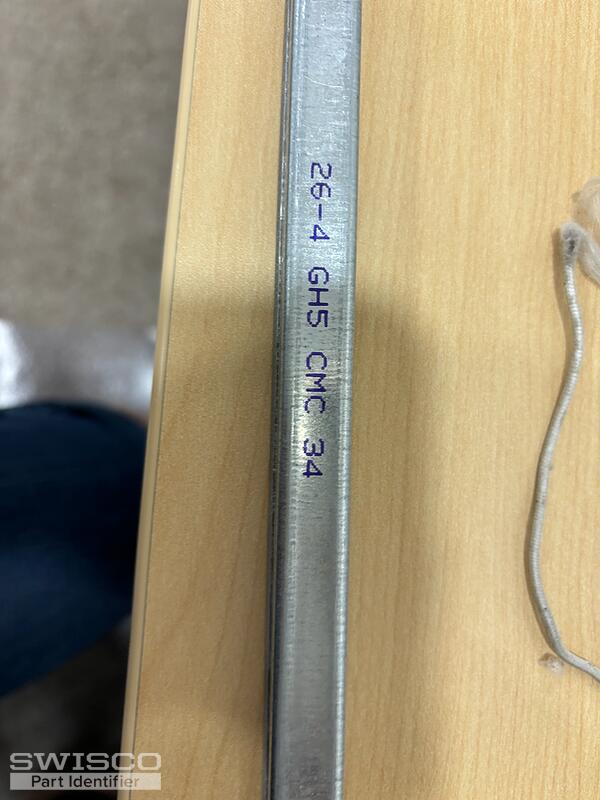 26-4 GH5 CMC 34
SWISCO
Part Identifier